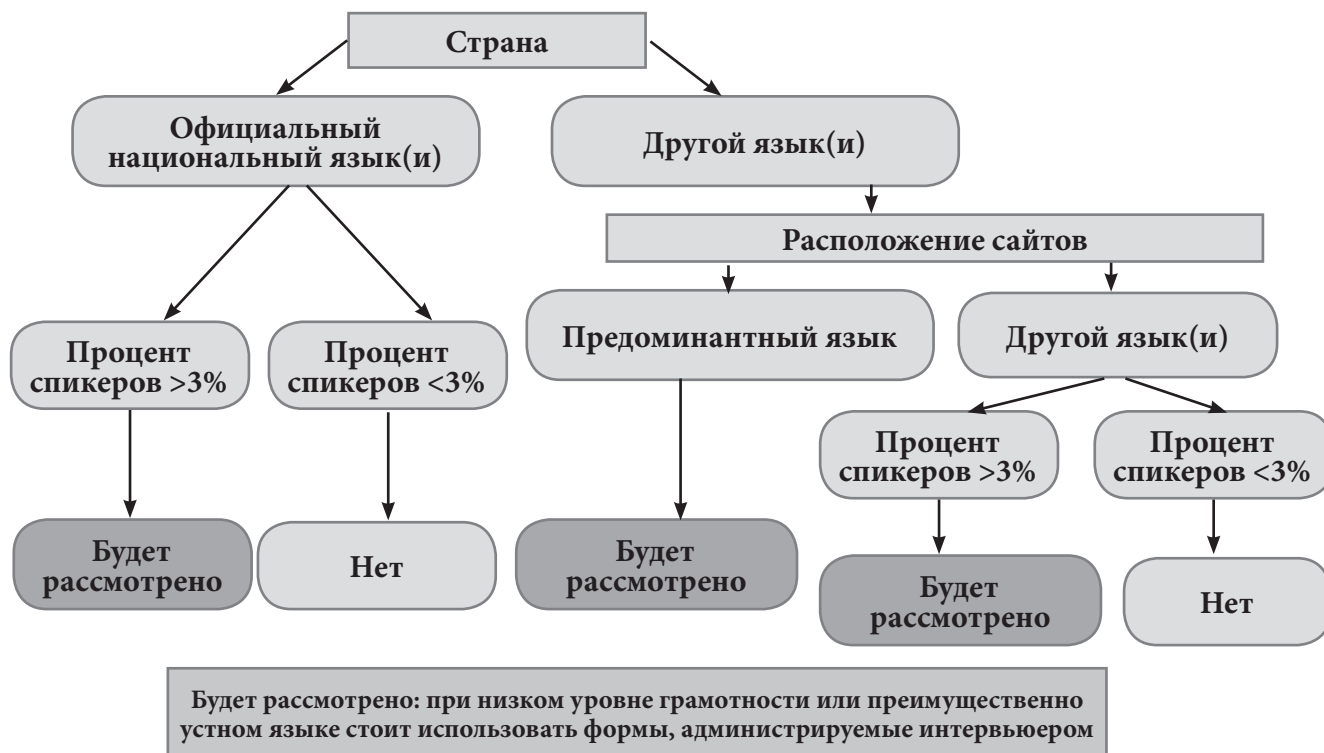 Страна
Официальный
национальный язык(и)
Другой язык(и)
Расположение сайтов
Предоминантный язык
Другой язык(и)
Процент
спикеров >3%
Процент
спикеров <3%
Процент
спикеров >3%
Процент
спикеров <3%
Будет
рассмотрено
Нет
Будет
рассмотрено
Будет
рассмотрено
Нет
Будет рассмотрено: при низком уровне грамотности или преимущественно
устном языке стоит использовать формы, администрируемые интервьюером